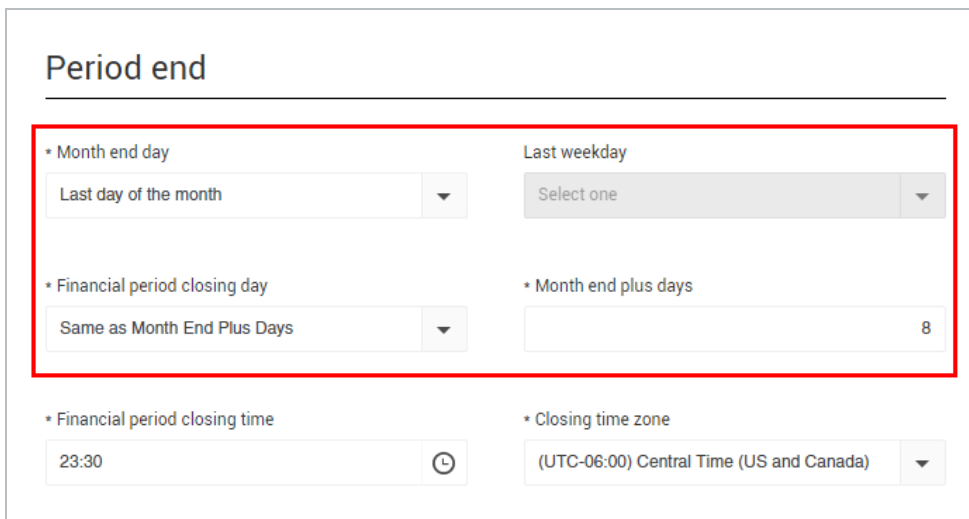 Period end
* Month end day
Last weekday
Last day of the month
Select one
* Financial period closing day
* Month end plus days
Same as Month End Plus Days
8
* Financial period closing time
* Closing time zone
23:30
(UTC-06:00) Central Time (US and Canada)